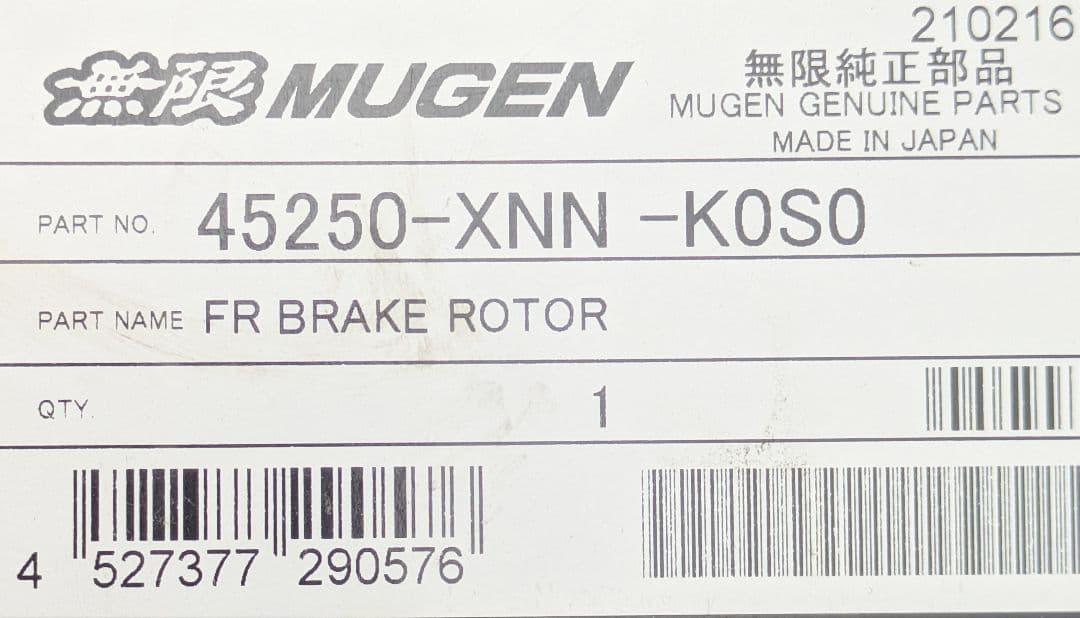 210216
無限 MUGEN
無限純正部品
MUGEN GENUINE PARTS
MADE IN JAPAN
PART NO. 45250-XNN -K0S0
PART NAME FR BRAKE ROTOR
QTY. 1
4 527377 290576